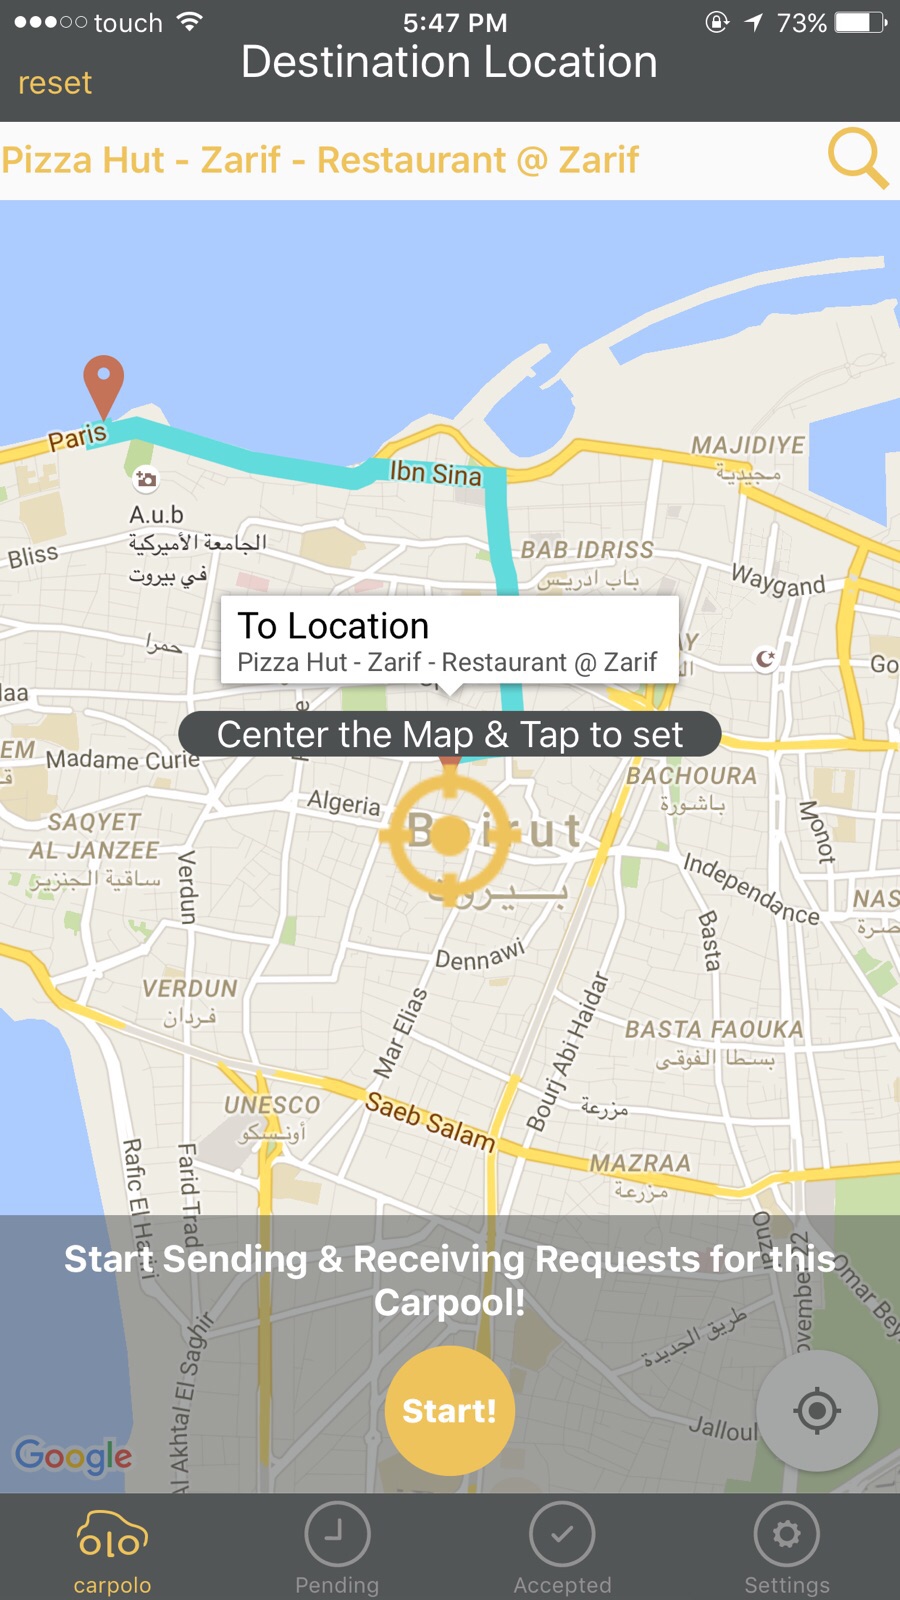 touch
5:47 PM
73%
Destination Location
reset
Pizza Hut - Zarif - Restaurant @ Zarif
Paris
Ibn Sina
MAJIDIYE
مجيدية
A.u.b
الجامعة الأميركية
في بيروت
Bliss
BAB IDRISS
باب ادريس
Waygand
حمرا
To Location
Pizza Hut - Zarif - Restaurant @ Zarif
Go
Center the Map & Tap to set
Madame Curie
BACHOURA
باشورة
Algeria
SAQYET
AL JANZEE
ساقية الجنزير
Verdun
Monot
Beirut
بيروت
Independance
Basta
NAS
Dennawi
VERDUN
فردان
Mar Elias
Bourj Abi Haidar
BASTA FAOUKA
بسطا الفوقى
UNESCO
أونسكو
Saeb Salam
مزرعة
MAZRAA
مزرعة
Rafic El Hariri
Farid Trad
Ouzai
Omar Bey
Start Sending & Receiving Requests for this
Carpool!
طريق الجديدة
Al Akhtal El Saghir
Start!
Jalloul
Google
carpolo
Pending
Accepted
Settings